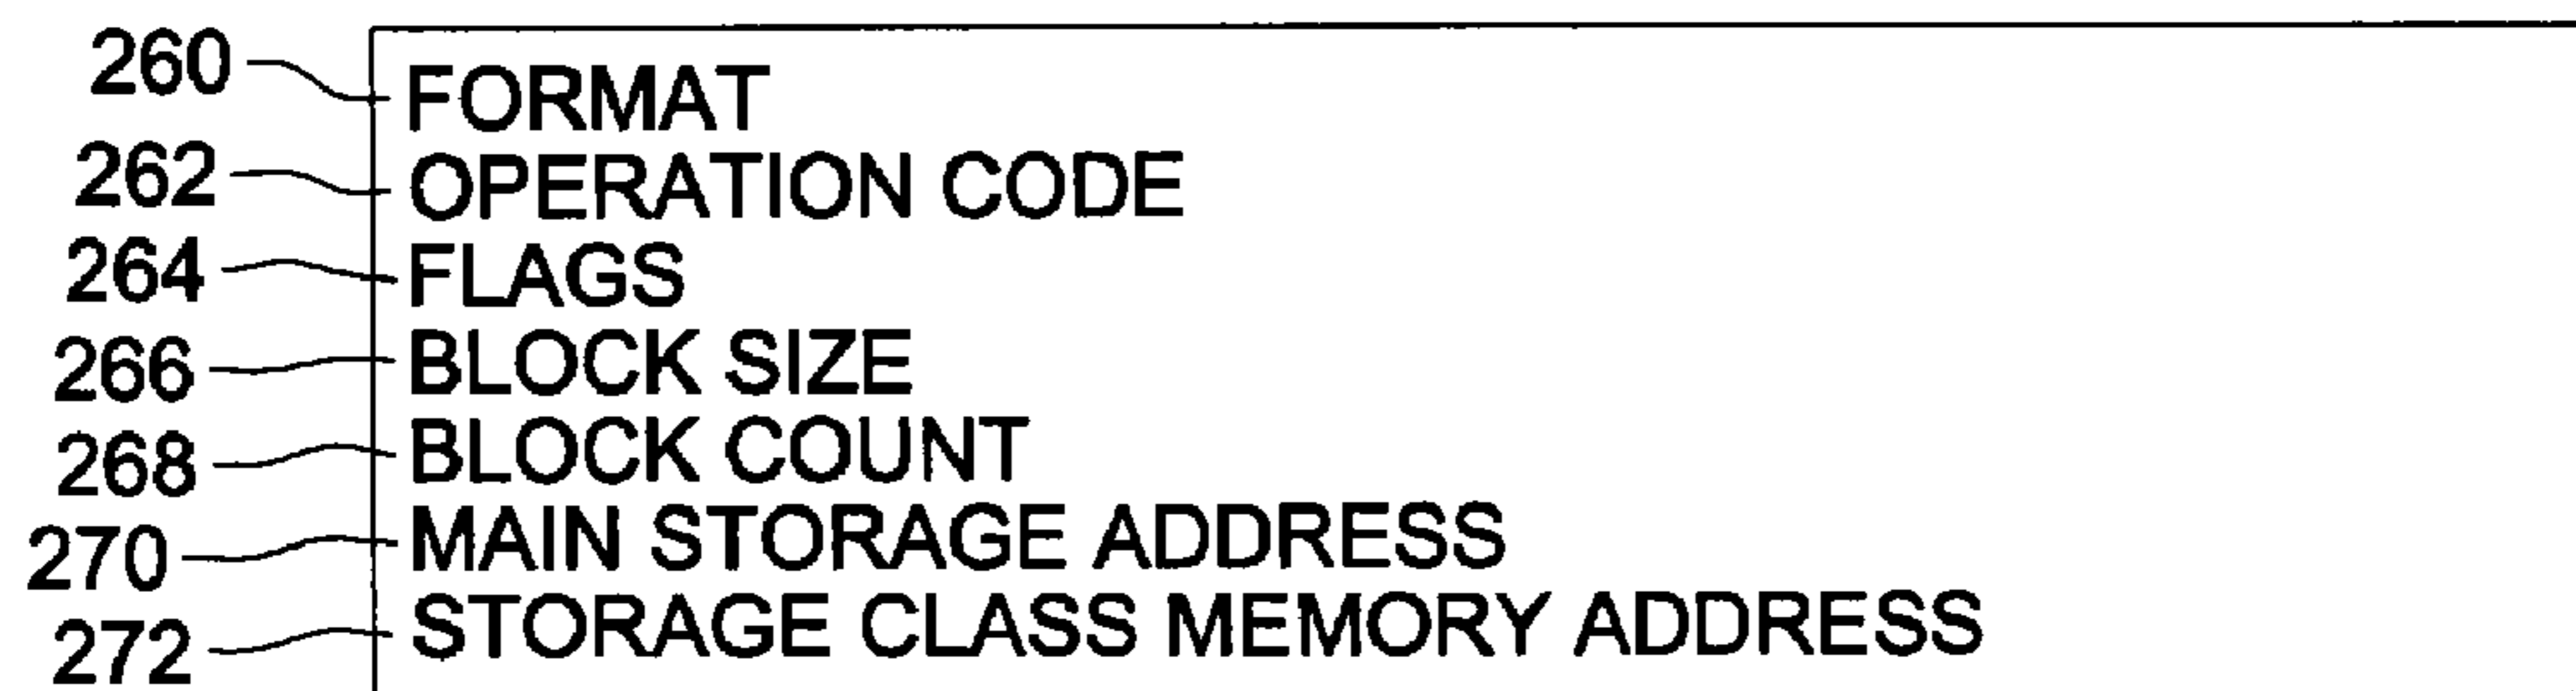 260 FORMAT
262 OPERATION CODE
264 FLAGS
266 BLOCK SIZE
268 BLOCK COUNT
270 MAIN STORAGE ADDRESS
272 STORAGE CLASS MEMORY ADDRESS